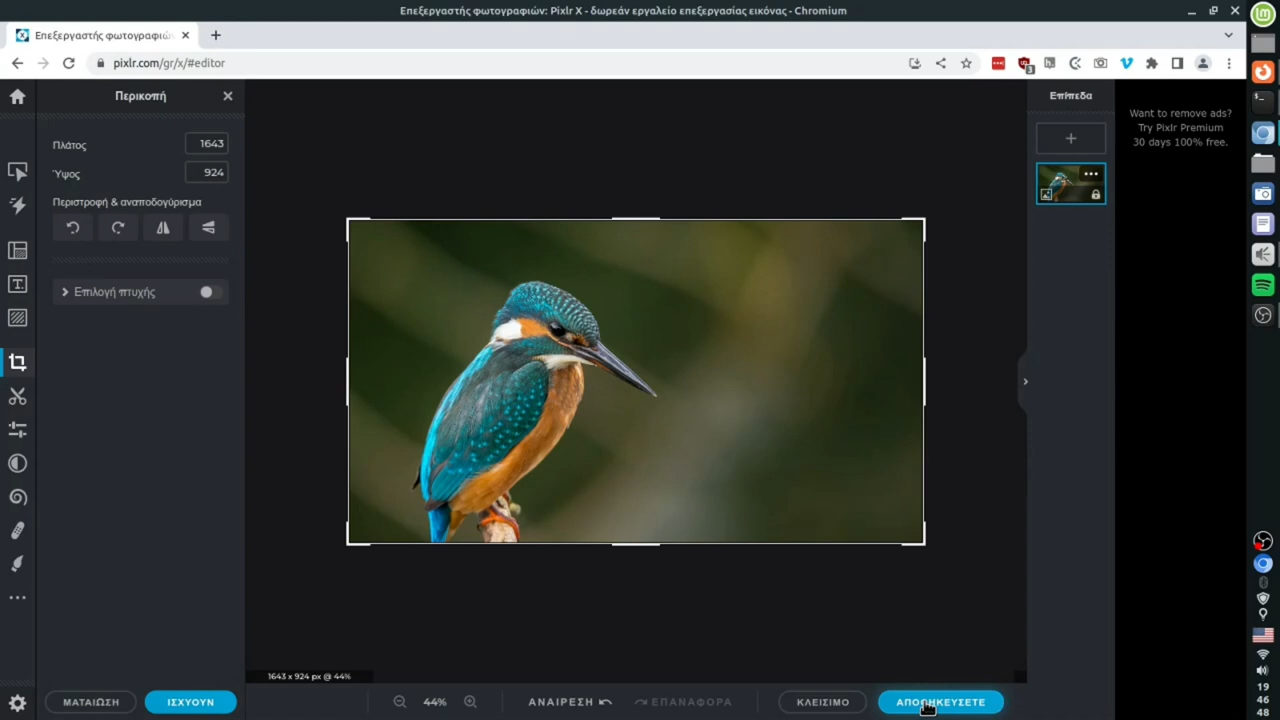 Επεξεργαστής φωτογραφιών: Pixlr X - δωρεάν εργαλείο επεξεργασίας εικόνας - Chromium
Επεξεργαστής φωτογραφιών
pixlr.com/gr/x/#editor
3
Περικοπή
Πλάτος 1643
Ύψος 924
Περιστροφή & αναποδογύρισμα
Επιλογή πτυχής
Επίπεδα
Want to remove ads?
Try Pixlr Premium
30 days 100% free.
1643 x 924 px @ 44%
ΜΑΤΑΙΩΣΗ ΙΣΧΥΟΥΝ 44% ΑΝΑΙΡΕΣΗ ΕΠΑΝΑΦΟΡΑ ΚΛΕΙΣΙΜΟ ΑΠΟΘΗΚΕΥΣΕΤΕ
19
46
48